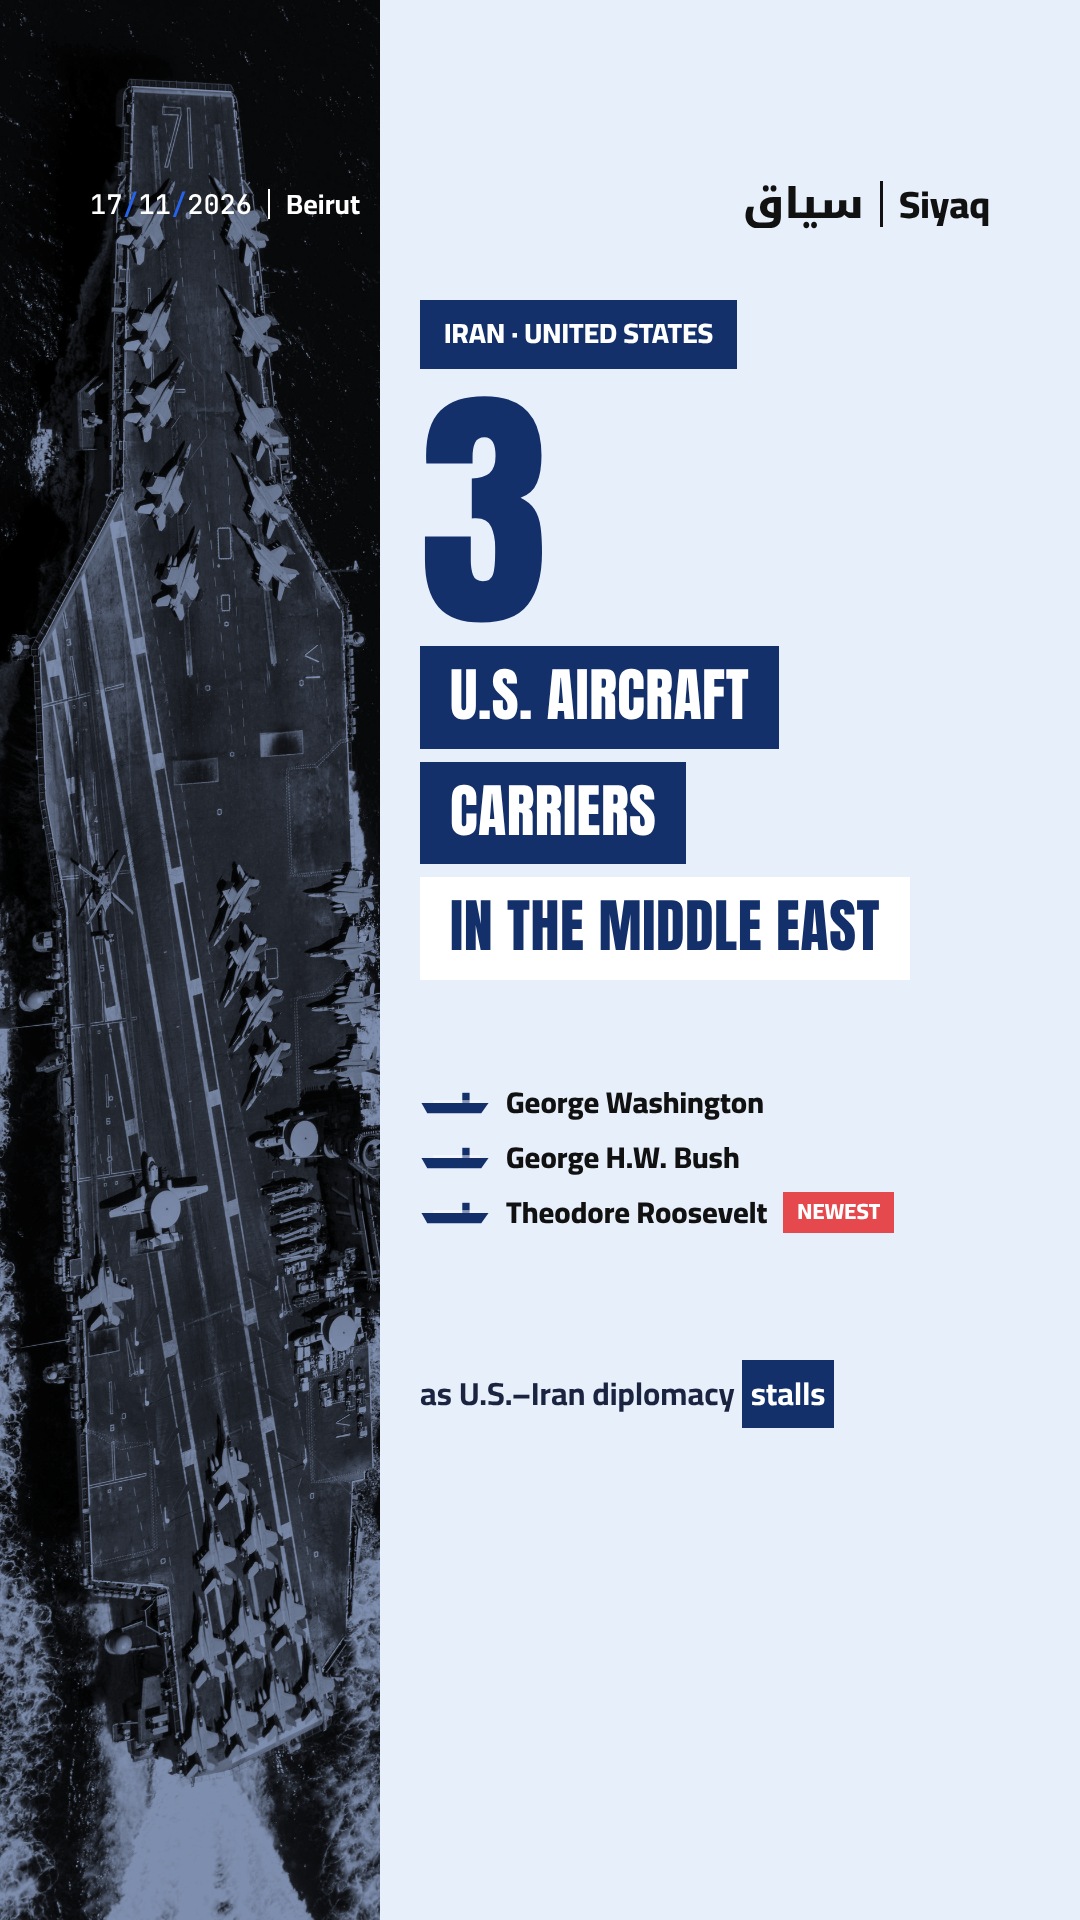 71
17/11/2026 | Beirut
سياق | Siyaq
IRAN · UNITED STATES
3
U.S. AIRCRAFT
CARRIERS
IN THE MIDDLE EAST
George Washington
George H.W. Bush
Theodore Roosevelt NEWEST
as U.S.–Iran diplomacy stalls